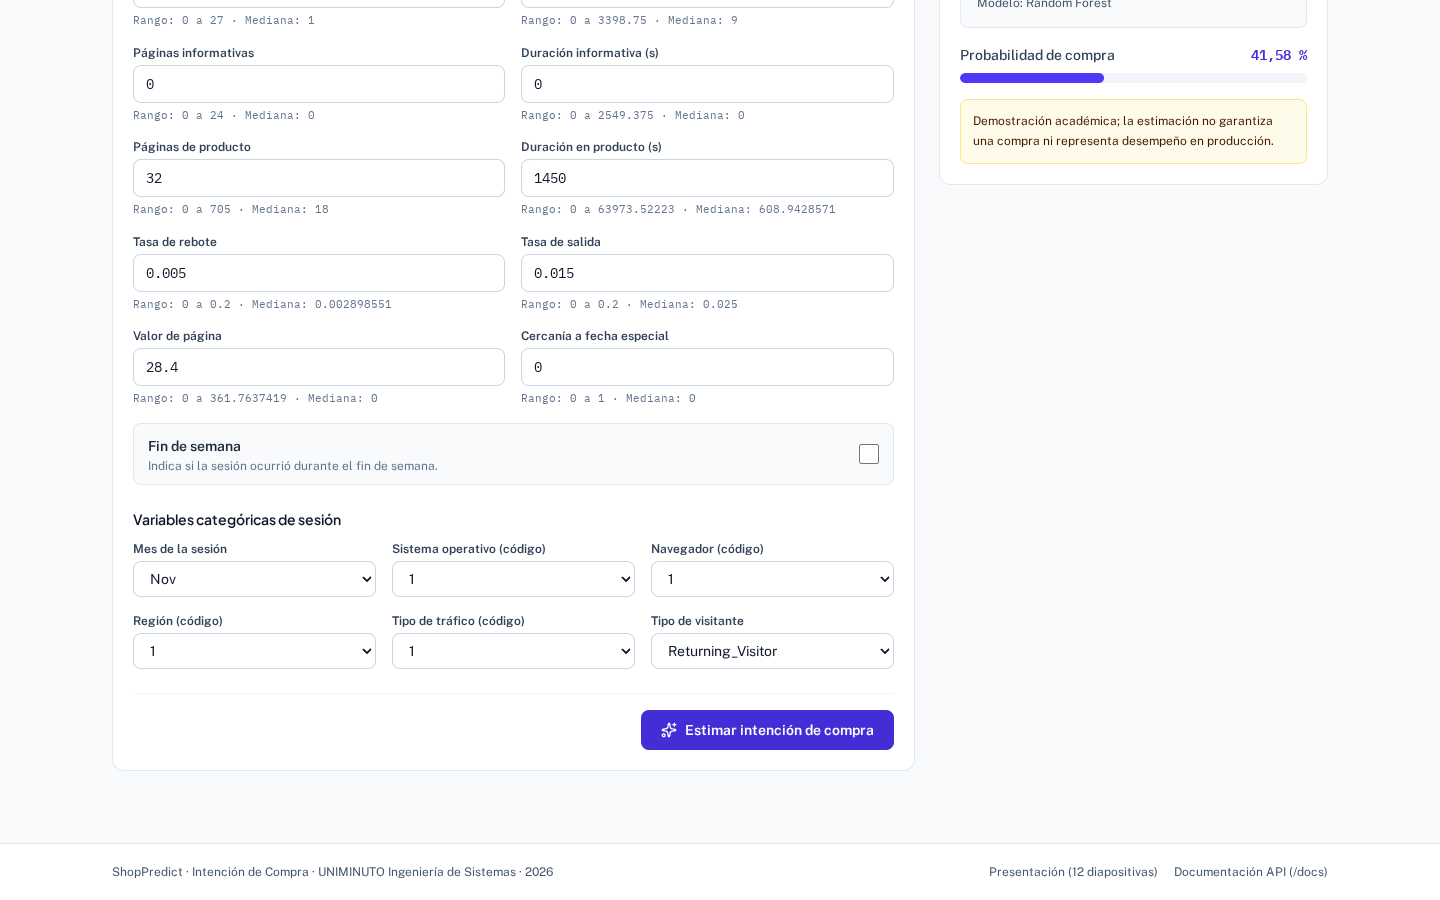 Rango: 0 a 27 · Mediana: 1
Rango: 0 a 3398.75 · Mediana: 9
Páginas informativas
Duración informativa (s)
0
0
Rango: 0 a 24 · Mediana: 0
Rango: 0 a 2549.375 · Mediana: 0
Páginas de producto
Duración en producto (s)
32
1450
Rango: 0 a 705 · Mediana: 18
Rango: 0 a 63973.52223 · Mediana: 608.9428571
Tasa de rebote
Tasa de salida
0.005
0.015
Rango: 0 a 0.2 · Mediana: 0.002898551
Rango: 0 a 0.2 · Mediana: 0.025
Valor de página
Cercanía a fecha especial
28.4
0
Rango: 0 a 361.7637419 · Mediana: 0
Rango: 0 a 1 · Mediana: 0
Fin de semana
Indica si la sesión ocurrió durante el fin de semana.
Variables categóricas de sesión
Mes de la sesión
Sistema operativo (código)
Navegador (código)
Nov
1
1
Región (código)
Tipo de tráfico (código)
Tipo de visitante
1
1
Returning_Visitor
Estimar intención de compra
Modelo: Random Forest
Probabilidad de compra
41,58 %
Demostración académica; la estimación no garantiza
una compra ni representa desempeño en producción.
ShopPredict · Intención de Compra · UNIMINUTO Ingeniería de Sistemas · 2026
Presentación (12 diapositivas)
Documentación API (/docs)